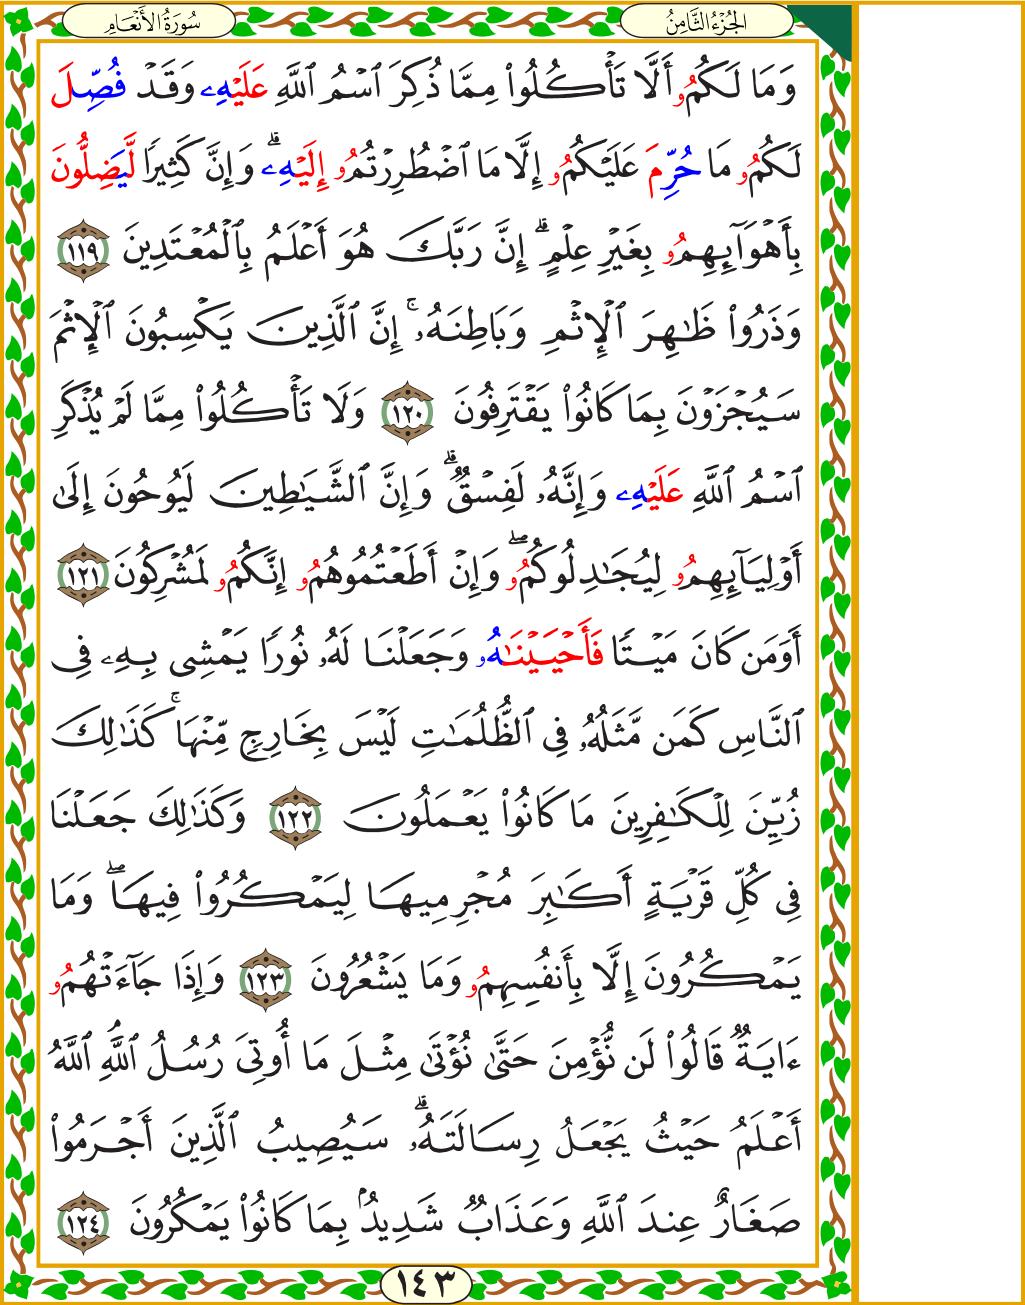 الجُزْءُ الثَّامِنُ
سُورَةُ الأَنْعَامِ
وَمَا لَكُمُۥ أَلَّا تَأۡكُلُواْ مِمَّا ذُكِرَ ٱسۡمُ ٱللَّهِ عَلَيۡهِۦ وَقَدۡ فُصِّلَ
لَكُمُۥ مَا حُرِّمَ عَلَيۡكُمُۥ إِلَّا مَا ٱضۡطُرِرۡتُمُۥ إِلَيۡهِۦۗ وَإِنَّ كَثِيرٗا لَّيَضِلُّونَ
بِأَهۡوَآئِهِمُۥ بِغَيۡرِ عِلۡمٍۗ إِنَّ رَبَّكَ هُوَ أَعۡلَمُ بِٱلۡمُعۡتَدِينَ ١١٩
وَذَرُواْ ظَٰهِرَ ٱلۡإِثۡمِ وَبَاطِنَهُۥٓۚ إِنَّ ٱلَّذِينَ يَكۡسِبُونَ ٱلۡإِثۡمَ
سَيُجۡزَوۡنَ بِمَا كَانُواْ يَقۡتَرِفُونَ ١٢٠ وَلَا تَأۡكُلُواْ مِمَّا لَمۡ يُذۡكَرِ
ٱسۡمُ ٱللَّهِ عَلَيۡهِۦ وَإِنَّهُۥ لَفِسۡقٞۗ وَإِنَّ ٱلشَّيَٰطِينَ لَيُوحُونَ إِلَىٰٓ
أَوۡلِيَآئِهِمُۥ لِيُجَٰدِلُوكُمُۥۖ وَإِنۡ أَطَعۡتُمُوهُمُۥ إِنَّكُمُۥ لَمُشۡرِكُونَ ١٢١
أَوَمَن كَانَ مَيۡتٗا فَأَحۡيَيۡنَٰهُۥ وَجَعَلۡنَا لَهُۥ نُورٗا يَمۡشِي بِهِۦ فِي
ٱلنَّاسِ كَمَن مَّثَلُهُۥ فِي ٱلظُّلُمَٰتِ لَيۡسَ بِخَارِجٖ مِّنۡهَاۚ كَذَٰلِكَ
زُيِّنَ لِلۡكَٰفِرِينَ مَا كَانُواْ يَعۡمَلُونَ ١٢٢ وَكَذَٰلِكَ جَعَلۡنَا
فِي كُلِّ قَرۡيَةٍ أَكَٰبِرَ مُجۡرِمِيهَا لِيَمۡكُرُواْ فِيهَاۖ وَمَا
يَمۡكُرُونَ إِلَّا بِأَنفُسِهِمُۥ وَمَا يَشۡعُرُونَ ١٢٣ وَإِذَا جَآءَتۡهُمُۥ
ءَايَةٞ قَالُواْ لَن نُّؤۡمِنَ حَتَّىٰ نُؤۡتَىٰ مِثۡلَ مَا أُوتِيَ رُسُلُ ٱللَّهِۘ ٱللَّهُ
أَعۡلَمُ حَيۡثُ يَجۡعَلُ رِسَالَتَهُۥۗ سَيُصِيبُ ٱلَّذِينَ أَجۡرَمُواْ
صَغَارٌ عِندَ ٱللَّهِ وَعَذَابٞ شَدِيدُۢ بِمَا كَانُواْ يَمۡكُرُونَ ١٢٤
١٤٣